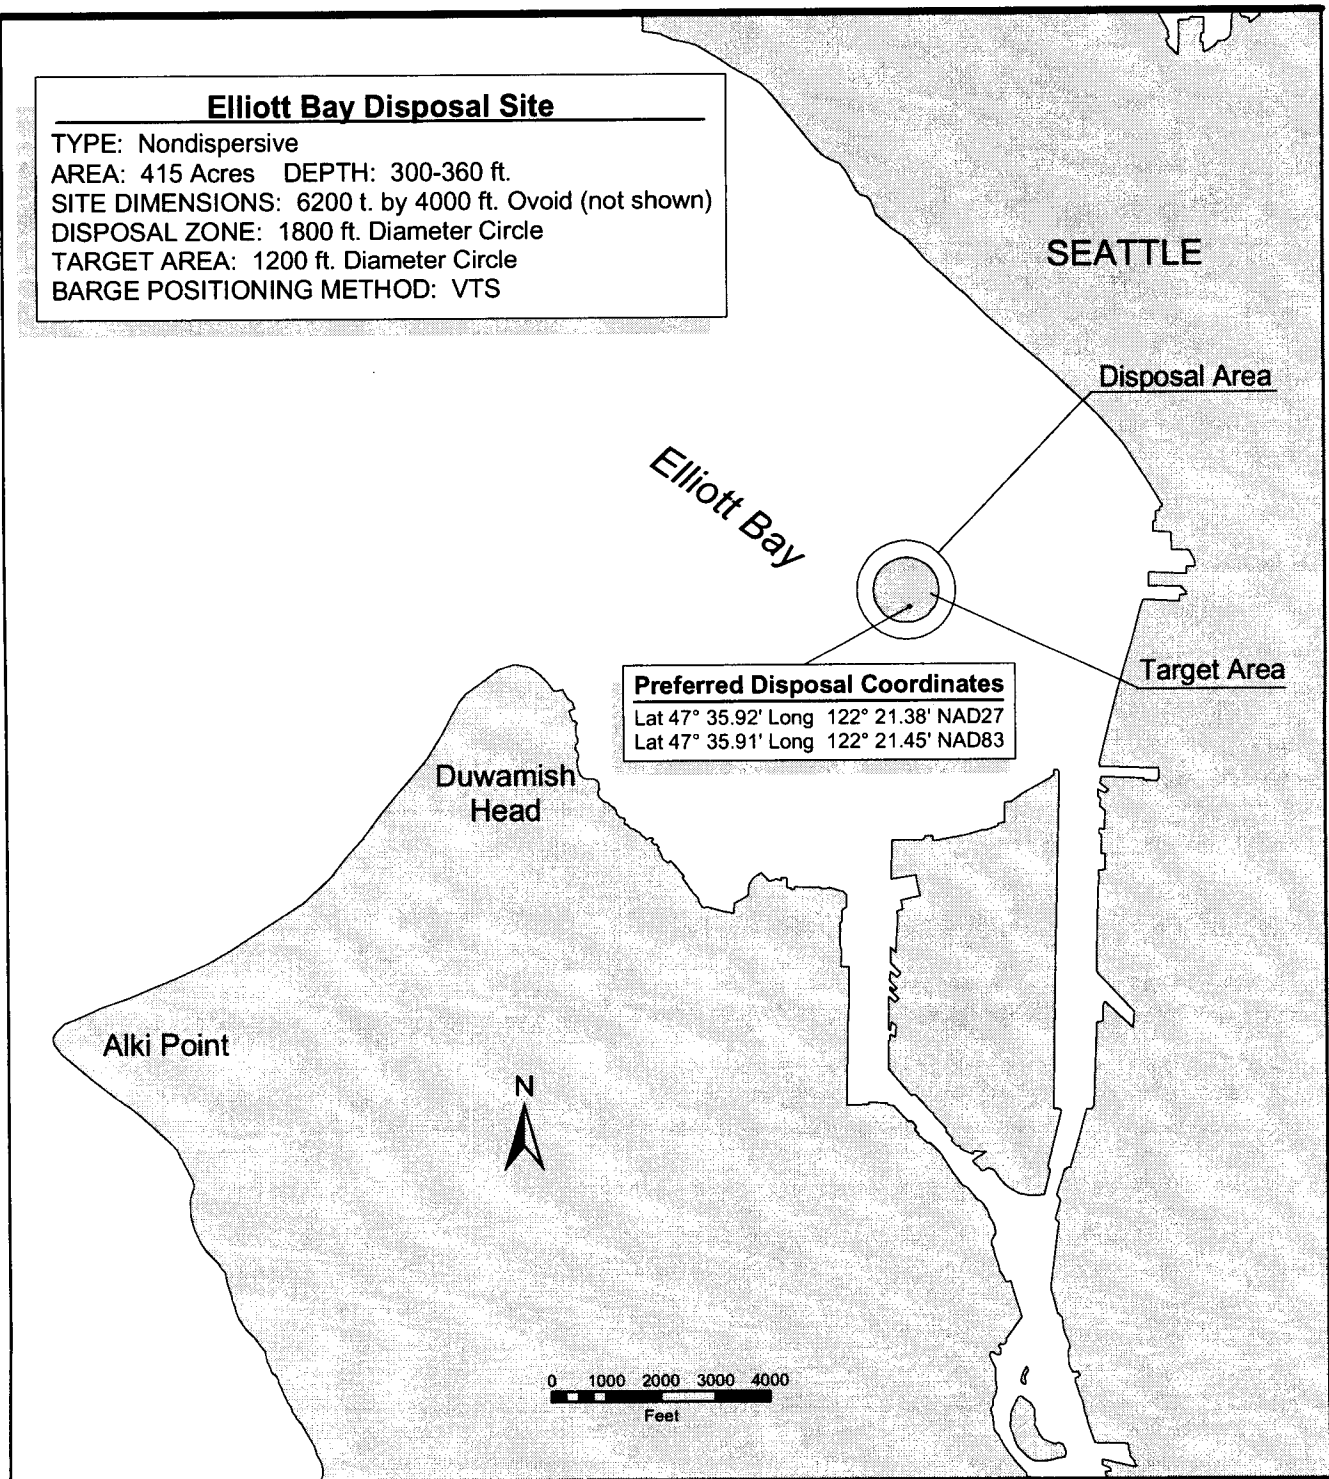 Elliott Bay Disposal Site
TYPE: Nondispersive
AREA: 415 Acres DEPTH: 300-360 ft.
SITE DIMENSIONS: 6200 t. by 4000 ft. Ovoid (not shown)
DISPOSAL ZONE: 1800 ft. Diameter Circle
TARGET AREA: 1200 ft. Diameter Circle
BARGE POSITIONING METHOD: VTS
SEATTLE
Disposal Area
Elliott Bay
Target Area
Preferred Disposal Coordinates
Lat 47° 35.92' Long 122° 21.38' NAD27
Lat 47° 35.91' Long 122° 21.45' NAD83
Duwamish
Head
Alki Point
N
0 1000 2000 3000 4000
Feet